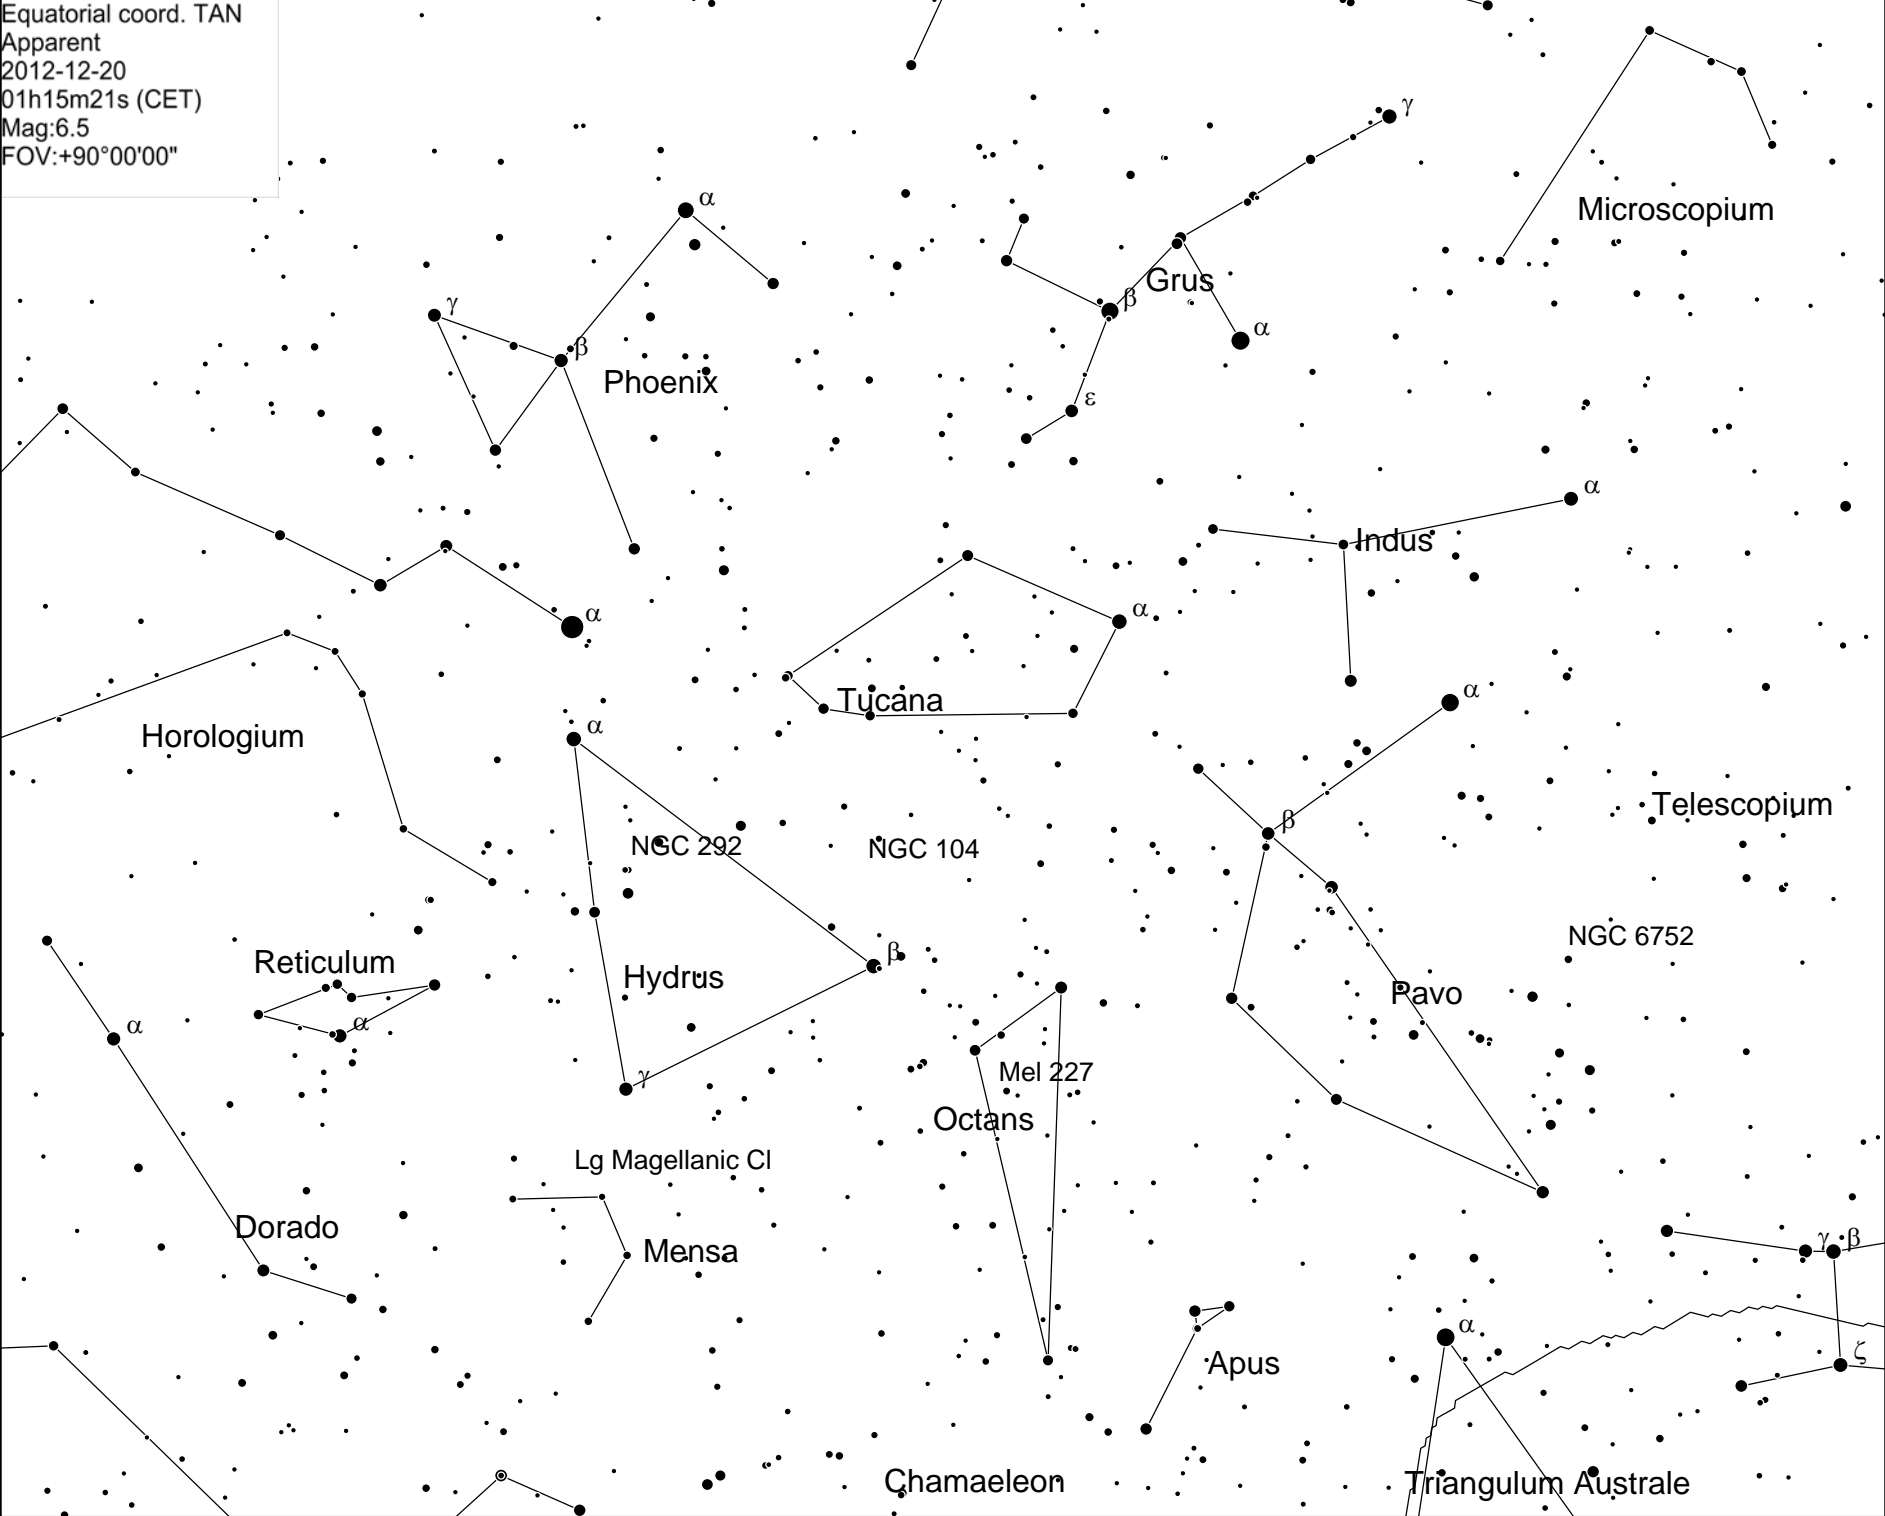 Equatorial coord. TAN
Apparent
2012-12-20
01h15m21s (CET)
Mag:6.5
FOV:+90°00'00"
γ
α
Microscopium
Grus
γ
β
α
β
Phoenix
ε
α
Indus
α
α
Tucana
α
α
Horologium
β
Telescopium
NGC 292
NGC 104
NGC 6752
β
Reticulum
Hydrus
Pavo
α
α
Mel 227
γ
Octans
Lg Magellanic Cl
Dorado
γ
β
Mensa
α
ζ
Apus
Chamaeleon
Triangulum Australe